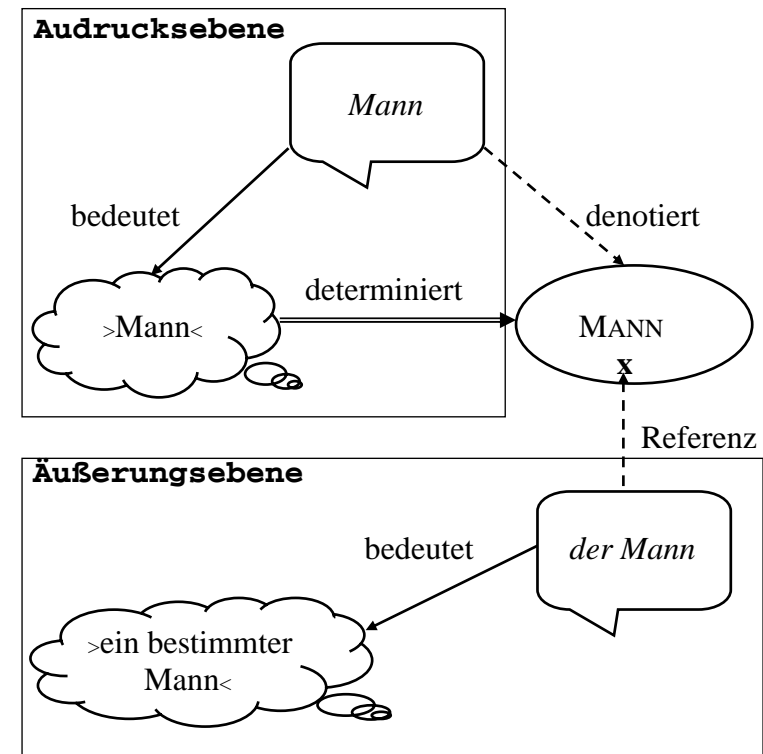 Audrucksebene
Mann
bedeutet
denotiert
determiniert
>Mann<
MANN
x
Referenz
Äußerungsebene
bedeutet
der Mann
>ein bestimmter
Mann<